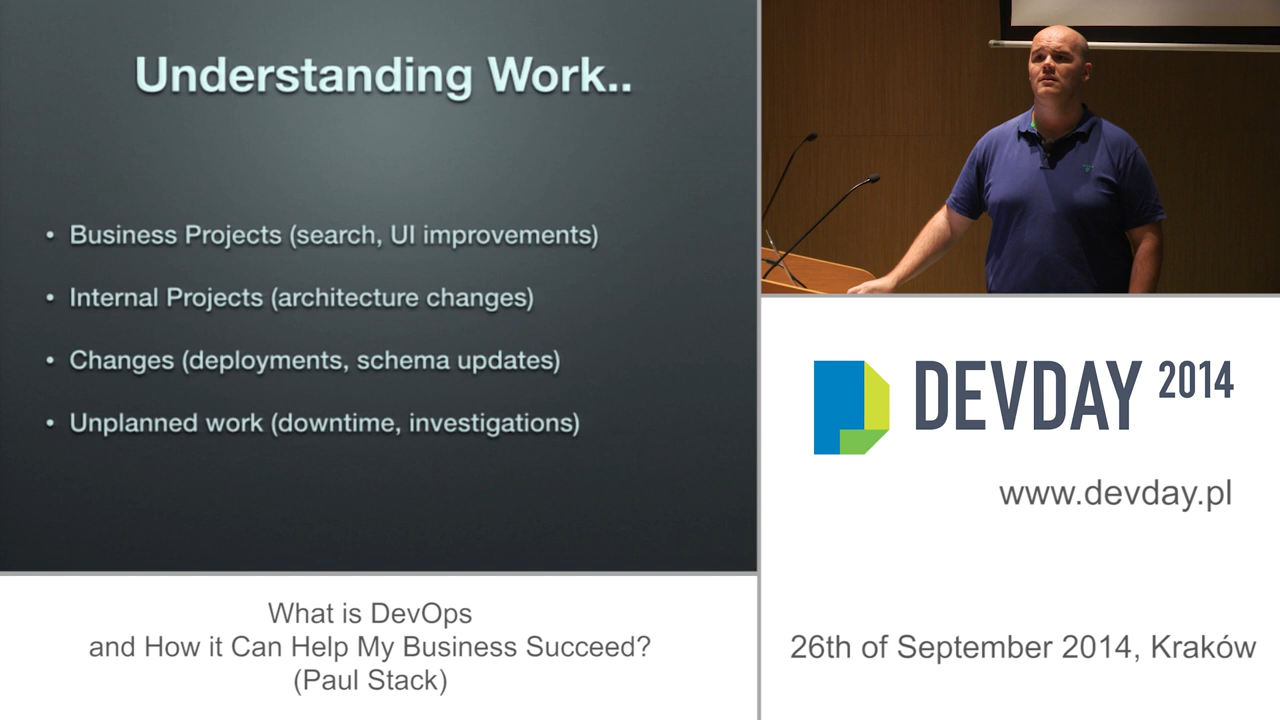 Understanding Work..
• Business Projects (search, UI improvements)
• Internal Projects (architecture changes)
• Changes (deployments, schema updates)
• Unplanned work (downtime, investigations)
What is DevOps
and How it Can Help My Business Succeed?
(Paul Stack)
DEVDAY 2014
www.devday.pl
26th of September 2014, Kraków